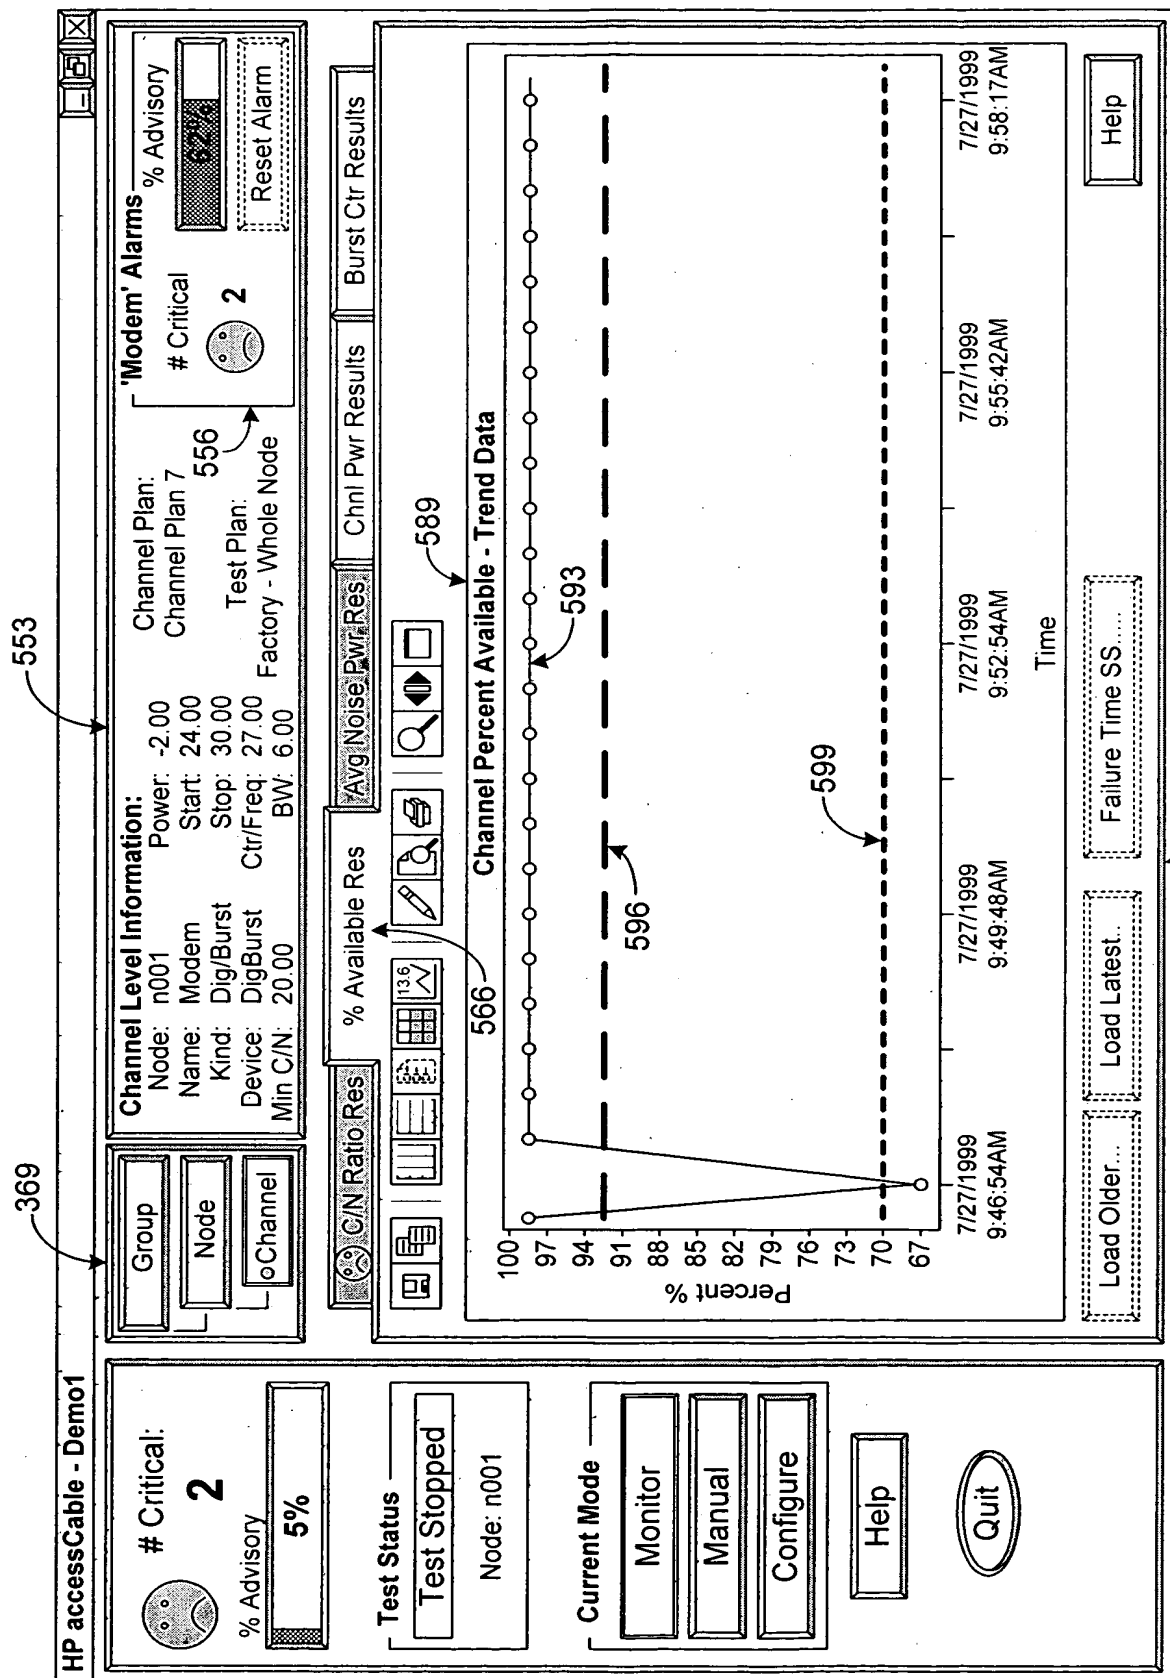 HP accessCable - Demo1
# Critical:
2
% Advisory
5%
Test Status
Test Stopped
Node: n001
Current Mode
Monitor
Manual
Configure
Help
Quit
369
Group
Node
Channel
553
Channel Level Information:
Node: n001
Name: Modem
Kind: Dig/Burst
Device: DigBurst
Min C/N: 20.00
Power: -2.00
Start: 24.00
Stop: 30.00
Ctr/Freq: 27.00
BW: 6.00
Channel Plan:
Channel Plan 7
Test Plan:
Factory - Whole Node
556
'Modem' Alarms
# Critical
2
% Advisory
62%
Reset Alarm
C/N Ratio Res
% Available Res
Avg Noise Pwr Res
Chnl Pwr Results
Burst Ctr Results
13.6
566
589
Channel Percent Available - Trend Data
593
596
599
Percent %
100
97
94
91
88
85
82
79
76
73
70
67
7/27/1999
9:46:54AM
7/27/1999
9:49:48AM
7/27/1999
9:52:54AM
7/27/1999
9:55:42AM
7/27/1999
9:58:17AM
Time
Load Older...
Load Latest..
Failure Time SS.....
Help